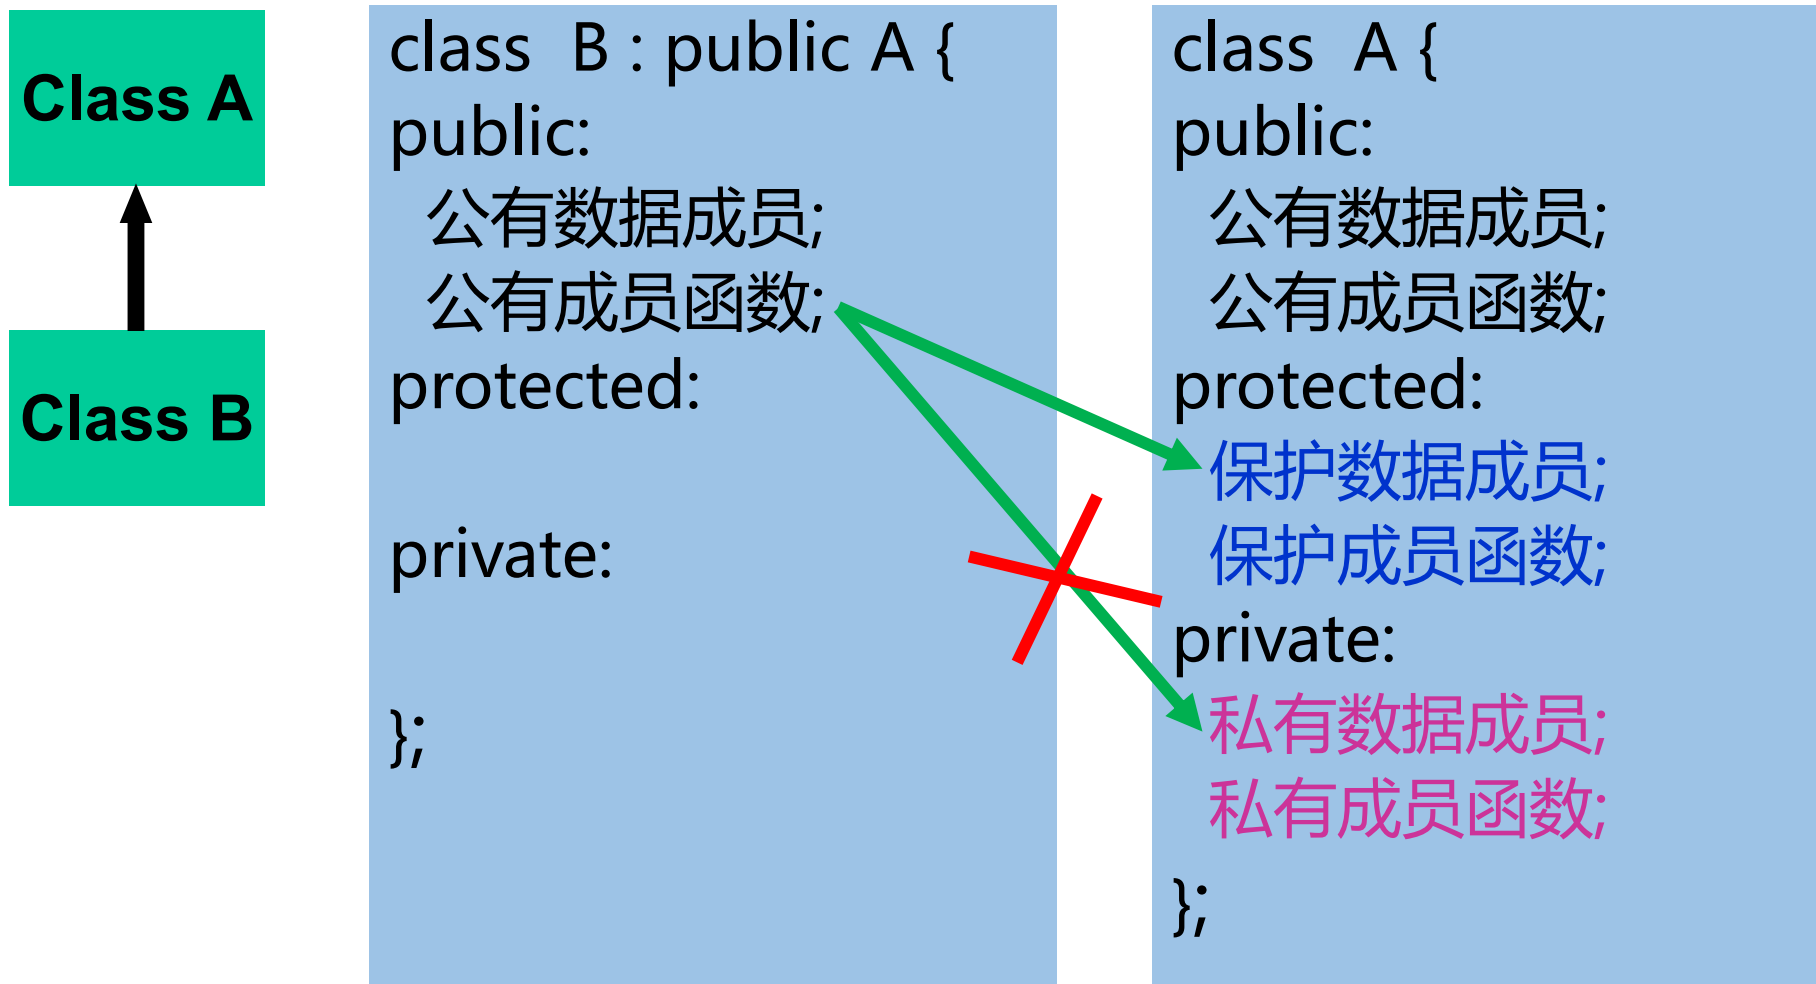 Class A
Class B
class  B : public A {
public:
公有数据成员;
公有成员函数;
protected:
private:
};
class  A {
public:
公有数据成员;
公有成员函数;
protected:
保护数据成员;
保护成员函数;
private:
私有数据成员;
私有成员函数;
};